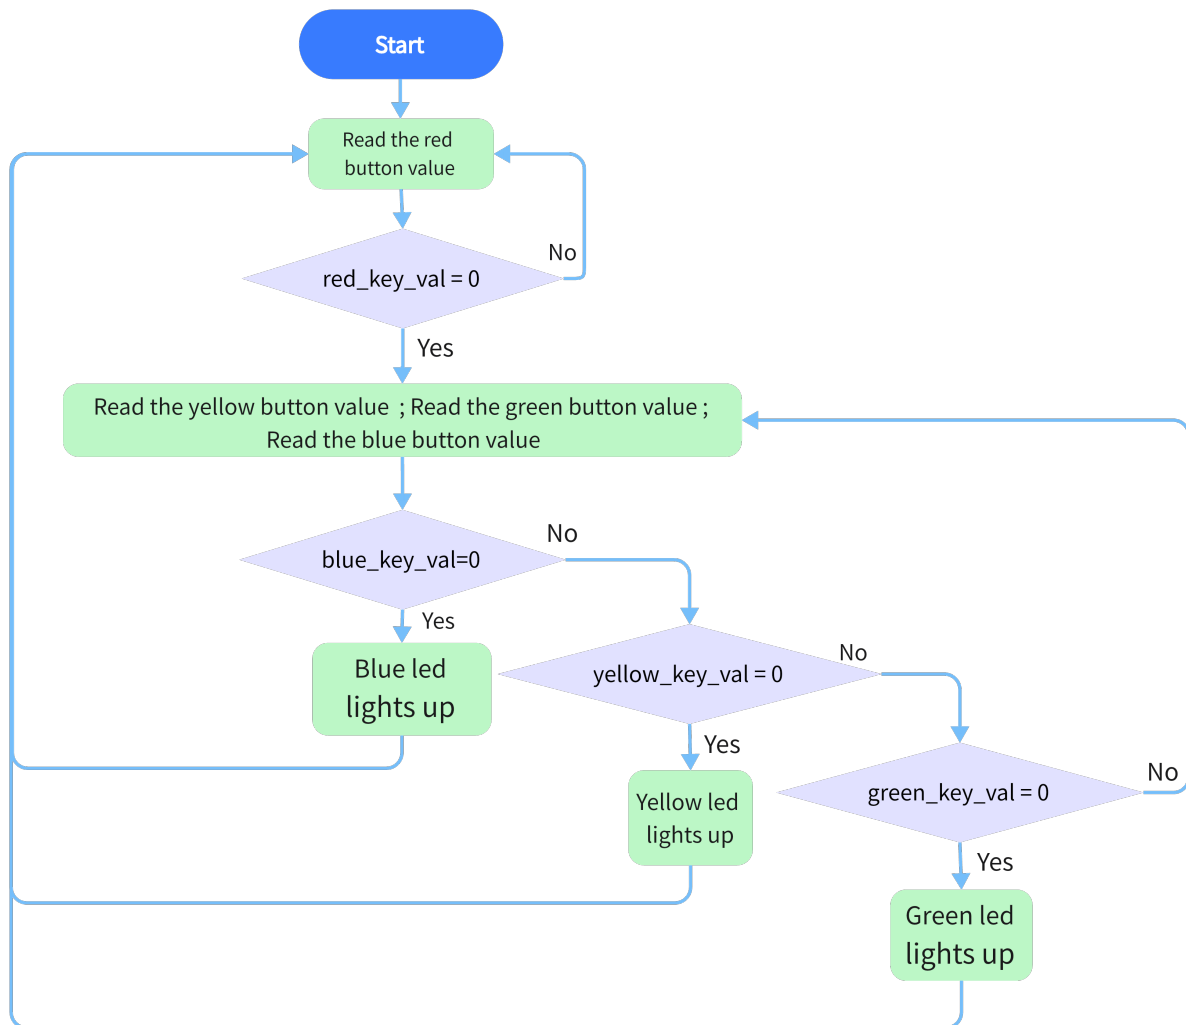 Start
Read the red
button value
No
red_key_val = 0
Yes
Read the yellow button value ; Read the green button value ;
Read the blue button value
No
blue_key_val=0
Yes
Blue led
lights up
No
yellow_key_val = 0
Yes
Yellow led
lights up
No
green_key_val = 0
Yes
Green led
lights up